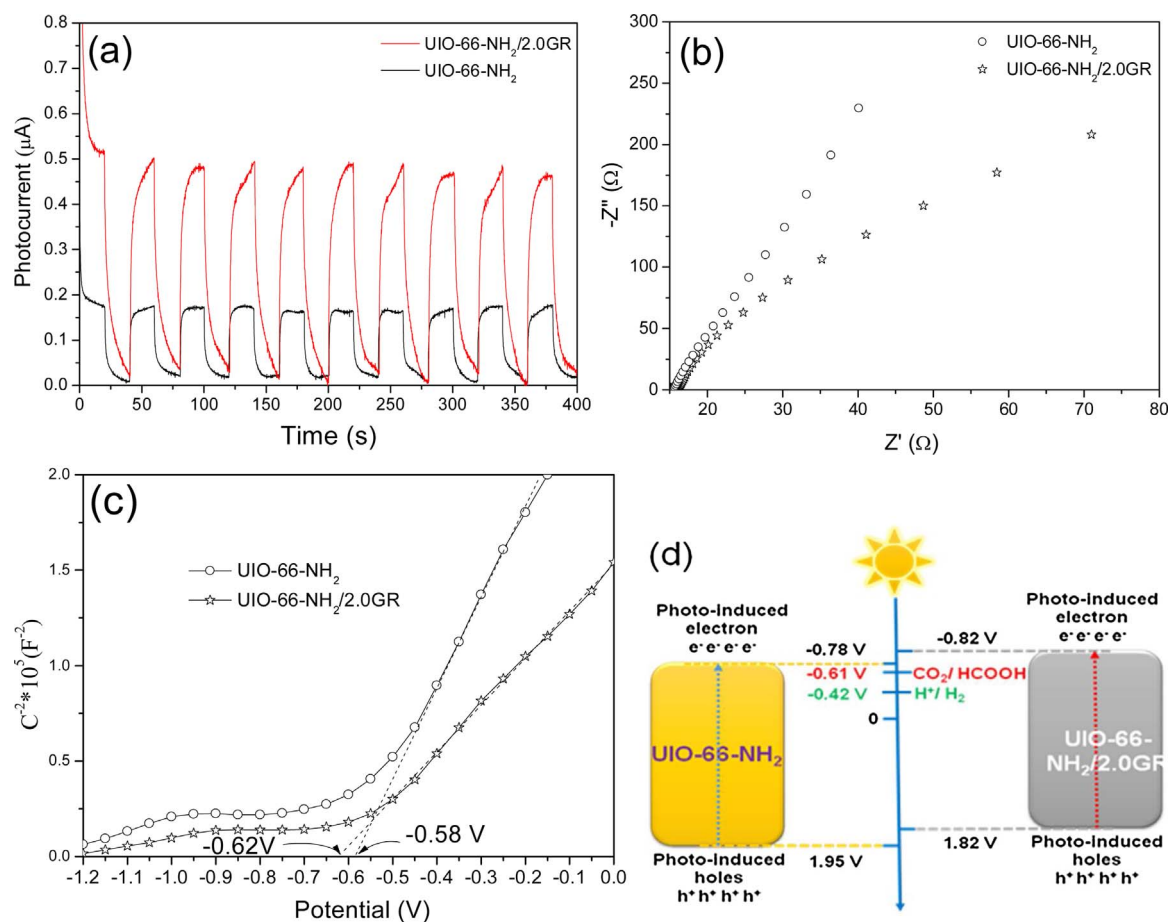 (a)
UIO-66-NH₂/2.0GR
UIO-66-NH₂
Photocurrent (μA)
0.8
0.7
0.6
0.5
0.4
0.3
0.2
0.1
0.0
0 50 100 150 200 250 300 350 400
Time (s)
(b)
UIO-66-NH₂
UIO-66-NH₂/2.0GR
-Z" (Ω)
300
250
200
150
100
50
0
20 30 40 50 60 70 80
Z' (Ω)
(c)
UIO-66-NH₂
UIO-66-NH₂/2.0GR
C⁻²*10⁵ (F⁻²)
2.0
1.5
1.0
0.5
0.0
-0.62V
-0.58 V
-1.2 -1.1 -1.0 -0.9 -0.8 -0.7 -0.6 -0.5 -0.4 -0.3 -0.2 -0.1 0.0
Potential (V)
(d)
Photo-induced
electron
e⁻ e⁻ e⁻ e⁻
UIO-66-NH₂
Photo-Induced
holes
h⁺ h⁺ h⁺ h⁺
-0.78 V
-0.61 V
-0.42 V
0
1.95 V
-0.82 V
CO₂/ HCOOH
H⁺/ H₂
1.82 V
Photo-induced
electron
e⁻ e⁻ e⁻ e⁻
UIO-66-
NH₂/2.0GR
Photo-Induced
holes
h⁺ h⁺ h⁺ h⁺